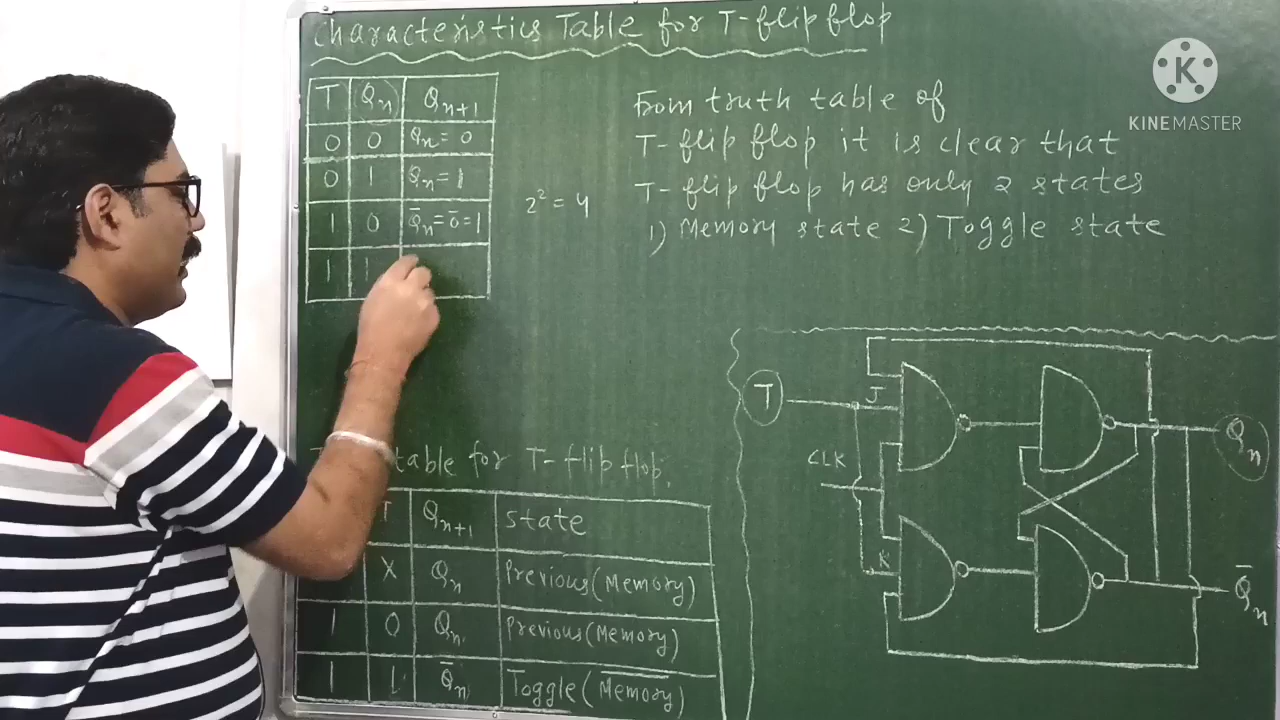 Characteristics Table for T-flip flop
T Qn Qn+1
0 0 Qn = 0
0 1 Qn = 1
1 0 Q̅n = 0̅ = 1
1 1
2² = 4
From truth table of
T-flip flop it is clear that
T-flip flop has only 2 states
1) Memory state 2) Toggle state
K
KINEMASTER
table for T-flip flop.
T Qn+1 state
X Qn Previous (Memory)
1 0 Qn Previous (Memory)
1 1 Q̅n Toggle (M̅e̅m̅o̅r̅y̅)
T
J
CLK
K
Qn
Q̅n